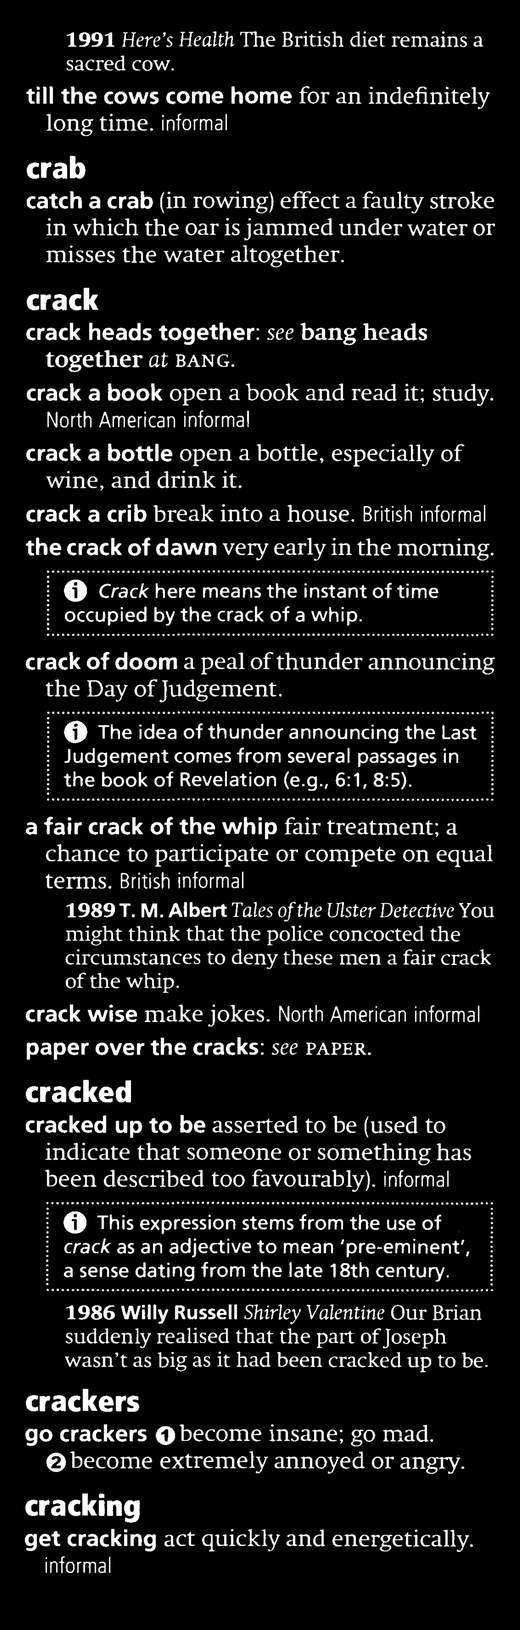 1991 Here's Health The British diet remains a
sacred cow.
till the cows come home for an indefinitely
long time. informal
crab
catch a crab (in rowing) effect a faulty stroke
in which the oar is jammed under water or
misses the water altogether.
crack
crack heads together: see bang heads
together at BANG.
crack a book open a book and read it; study.
North American informal
crack a bottle open a bottle, especially of
wine, and drink it.
crack a crib break into a house. British informal
the crack of dawn very early in the morning.
i Crack here means the instant of time
occupied by the crack of a whip.
crack of doom a peal of thunder announcing
the Day of Judgement.
i The idea of thunder announcing the Last
Judgement comes from several passages in
the book of Revelation (e.g., 6:1, 8:5).
a fair crack of the whip fair treatment; a
chance to participate or compete on equal
terms. British informal
1989 T. M. Albert Tales of the Ulster Detective You
might think that the police concocted the
circumstances to deny these men a fair crack
of the whip.
crack wise make jokes. North American informal
paper over the cracks: see PAPER.
cracked
cracked up to be asserted to be (used to
indicate that someone or something has
been described too favourably). informal
i This expression stems from the use of
crack as an adjective to mean 'pre-eminent',
a sense dating from the late 18th century.
1986 Willy Russell Shirley Valentine Our Brian
suddenly realised that the part of Joseph
wasn't as big as it had been cracked up to be.
crackers
go crackers ❶ become insane; go mad.
❷ become extremely annoyed or angry.
cracking
get cracking act quickly and energetically.
informal